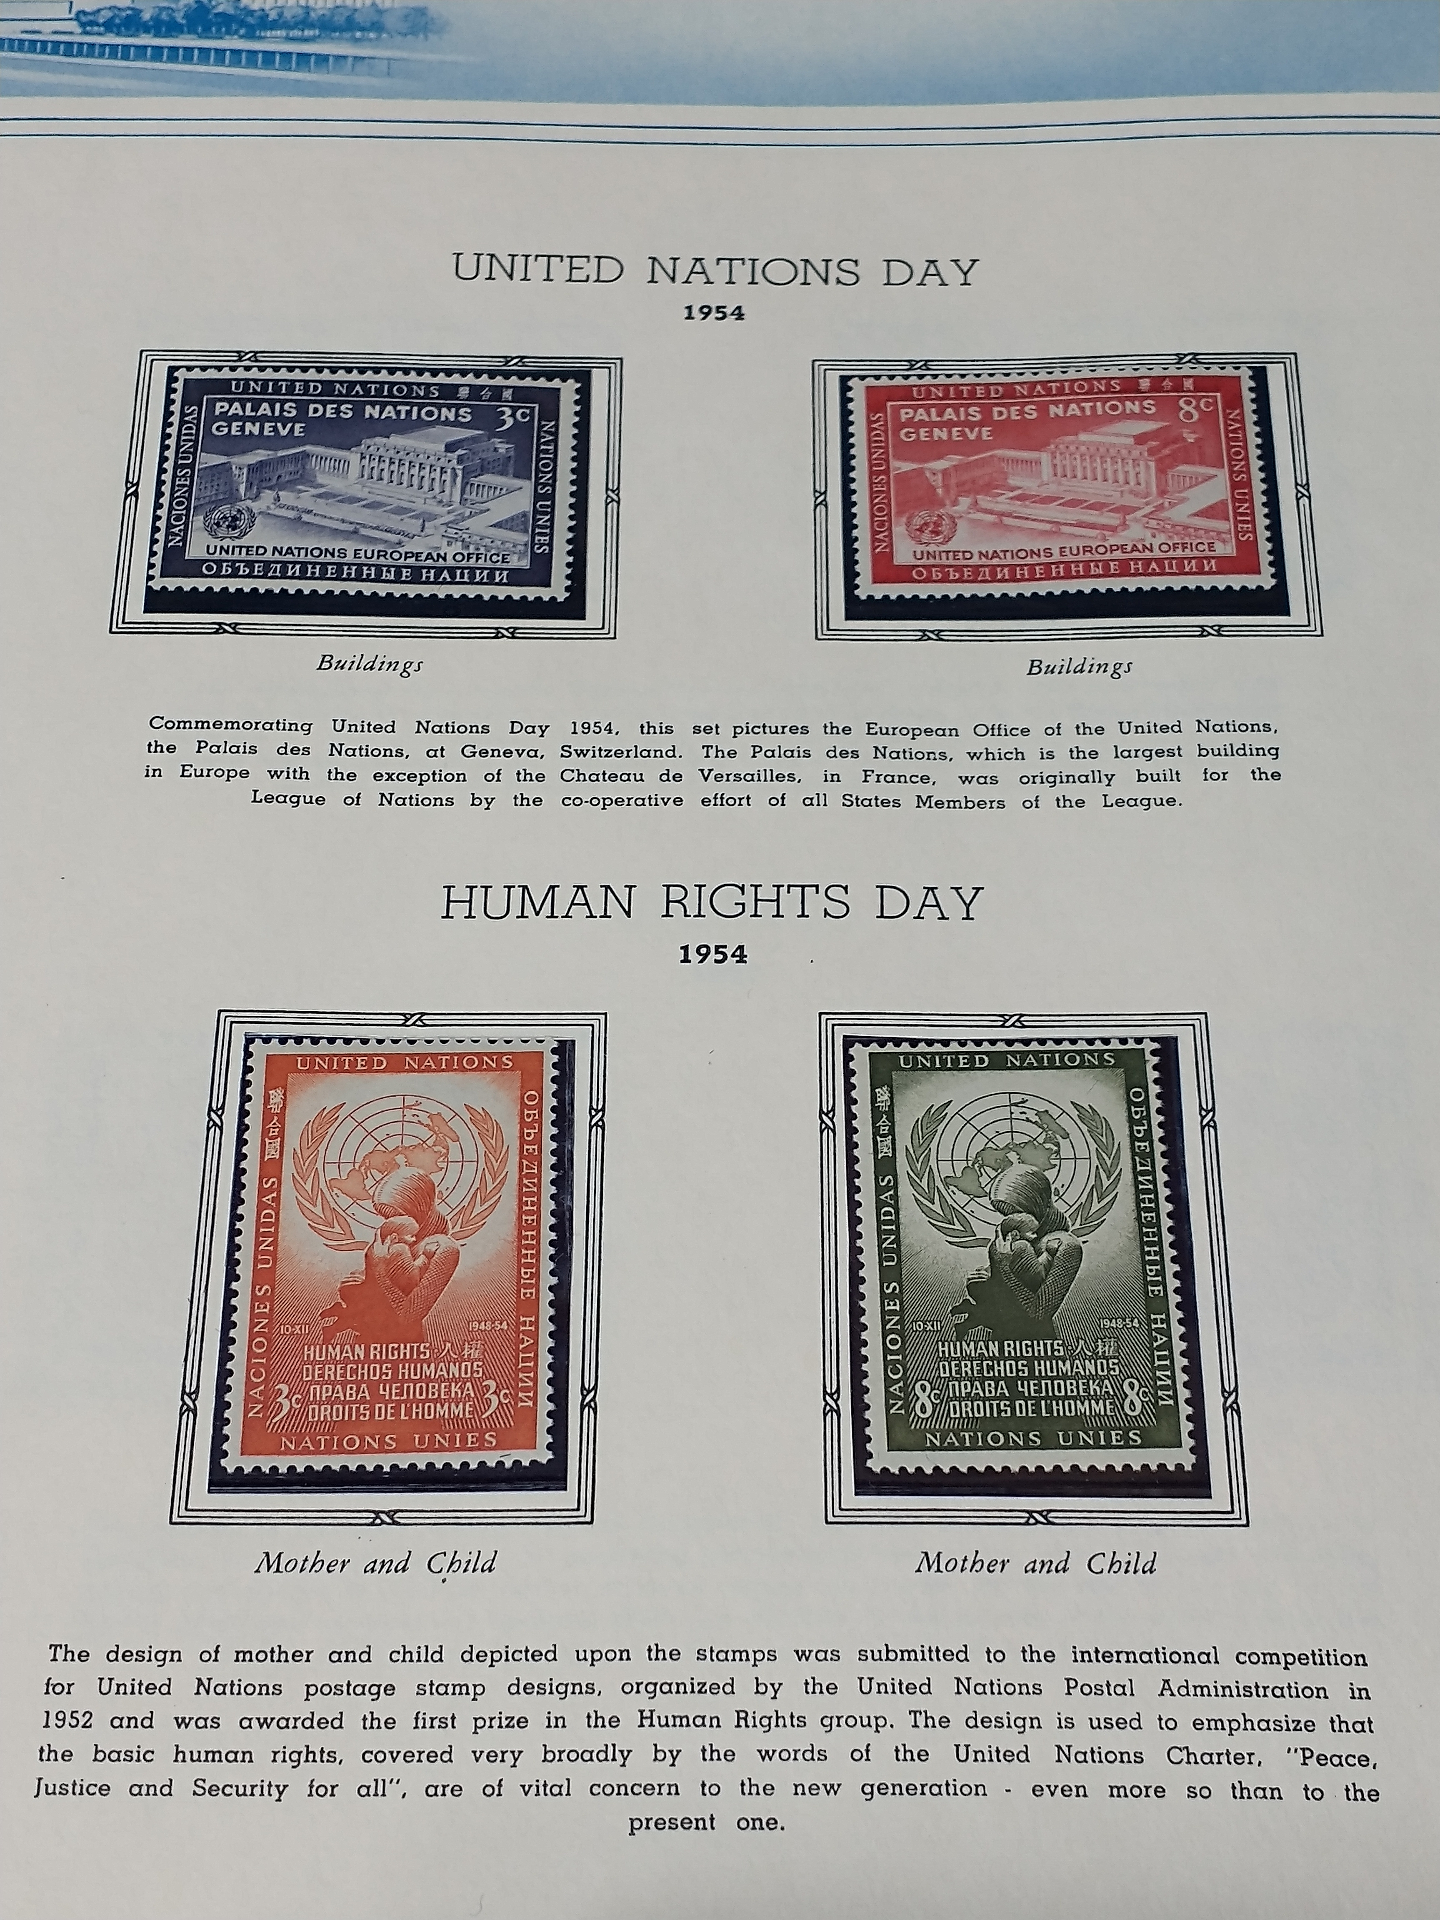 UNITED NATIONS DAY
1954
UNITED NATIONS 聯合國
PALAIS DES NATIONS 3c
GENEVE
NACIONES UNIDAS
NATIONS UNIES
UNITED NATIONS EUROPEAN OFFICE
ОБЪЕДИНЕННЫЕ НАЦИИ
UNITED NATIONS 聯合國
PALAIS DES NATIONS 8c
GENEVE
NACIONES UNIDAS
NATIONS UNIES
UNITED NATIONS EUROPEAN OFFICE
ОБЪЕДИНЕННЫЕ НАЦИИ
Buildings
Buildings
Commemorating United Nations Day 1954, this set pictures the European Office of the United Nations,
the Palais des Nations, at Geneva, Switzerland. The Palais des Nations, which is the largest building
in Europe with the exception of the Chateau de Versailles, in France, was originally built for the
League of Nations by the co-operative effort of all States Members of the League.
HUMAN RIGHTS DAY
1954
UNITED NATIONS
聯合國
NACIONES UNIDAS
ОБЪЕДИНЕННЫЕ НАЦИИ
10-XII 1948-54
HUMAN RIGHTS·人權
DERECHOS HUMANOS
3c ПРАВА ЧЕЛОВЕКА 3c
DROITS DE L'HOMME
NATIONS UNIES
UNITED NATIONS
聯合國
NACIONES UNIDAS
ОБЪЕДИНЕННЫЕ НАЦИИ
10-XII 1948-54
HUMAN RIGHTS·人權
DERECHOS HUMANOS
8c ПРАВА ЧЕЛОВЕКА 8c
DROITS DE L'HOMME
NATIONS UNIES
Mother and Child
Mother and Child
The design of mother and child depicted upon the stamps was submitted to the international competition
for United Nations postage stamp designs, organized by the United Nations Postal Administration in
1952 and was awarded the first prize in the Human Rights group. The design is used to emphasize that
the basic human rights, covered very broadly by the words of the United Nations Charter, "Peace,
Justice and Security for all", are of vital concern to the new generation - even more so than to the
present one.